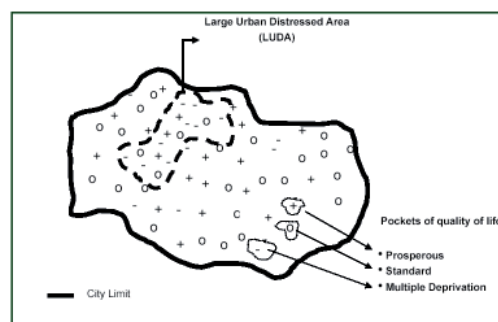 Large Urban Distressed Area
(LUDA)
Pockets of quality of life
• Prosperous
• Standard
• Multiple Deprivation
City Limit